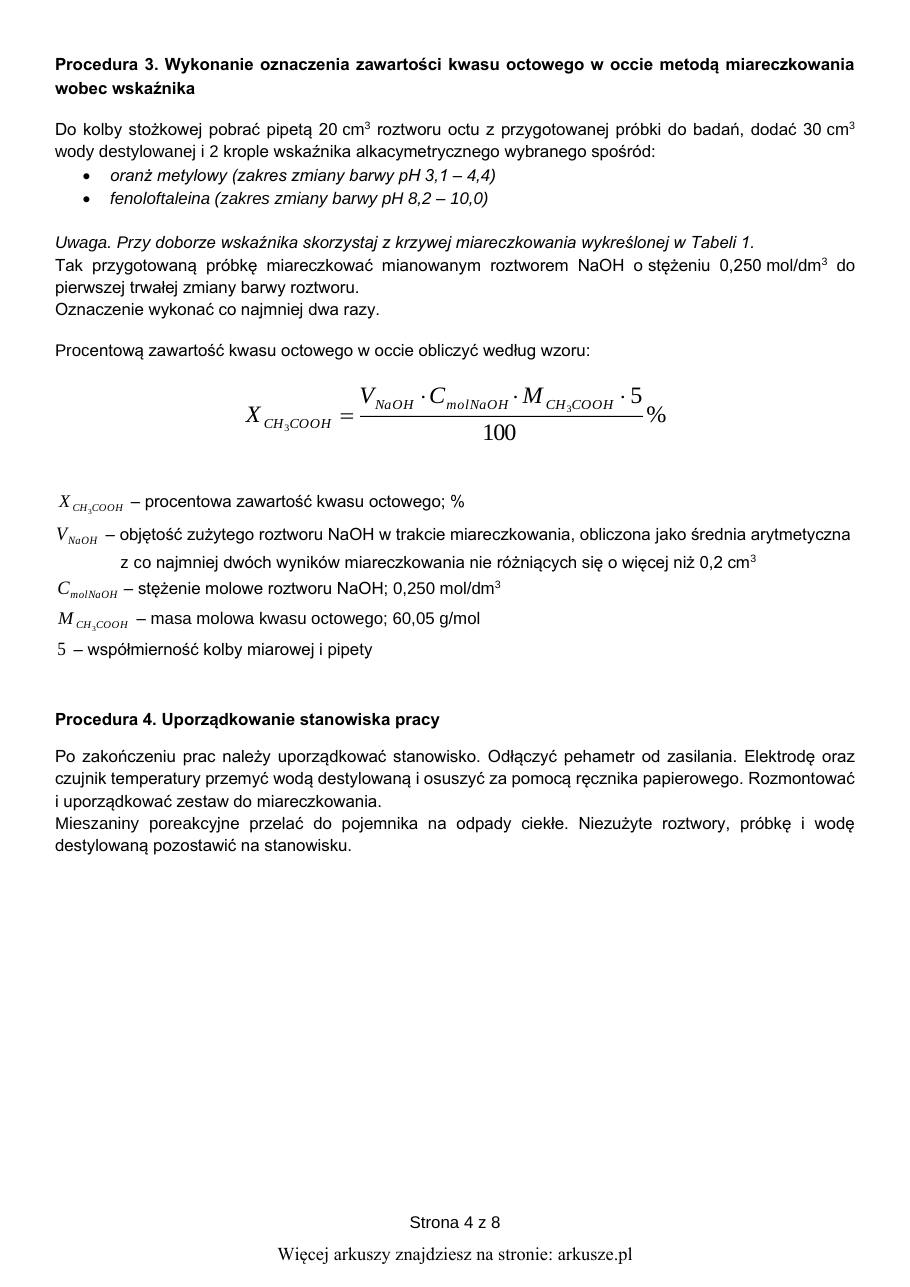 Procedura 3. Wykonanie oznaczenia zawartości kwasu octowego w occie metodą miareczkowania
wobec wskaźnika
Do kolby stożkowej pobrać pipetą 20 cm³ roztworu octu z przygotowanej próbki do badań, dodać 30 cm³
wody destylowanej i 2 krople wskaźnika alkacymetrycznego wybranego spośród:
• oranż metylowy (zakres zmiany barwy pH 3,1 – 4,4)
• fenoloftaleina (zakres zmiany barwy pH 8,2 – 10,0)
Uwaga. Przy doborze wskaźnika skorzystaj z krzywej miareczkowania wykreślonej w Tabeli 1.
Tak przygotowaną próbkę miareczkować mianowanym roztworem NaOH o stężeniu 0,250 mol/dm³ do
pierwszej trwałej zmiany barwy roztworu.
Oznaczenie wykonać co najmniej dwa razy.
Procentową zawartość kwasu octowego w occie obliczyć według wzoru:
X CH₃COOH = V NaOH · C molNaOH · M CH₃COOH · 5 / 100 %
X CH₃COOH – procentowa zawartość kwasu octowego; %
V NaOH – objętość zużytego roztworu NaOH w trakcie miareczkowania, obliczona jako średnia arytmetyczna
z co najmniej dwóch wyników miareczkowania nie różniących się o więcej niż 0,2 cm³
C molNaOH – stężenie molowe roztworu NaOH; 0,250 mol/dm³
M CH₃COOH – masa molowa kwasu octowego; 60,05 g/mol
5 – współmierność kolby miarowej i pipety
Procedura 4. Uporządkowanie stanowiska pracy
Po zakończeniu prac należy uporządkować stanowisko. Odłączyć pehametr od zasilania. Elektrodę oraz
czujnik temperatury przemyć wodą destylowaną i osuszyć za pomocą ręcznika papierowego. Rozmontować
i uporządkować zestaw do miareczkowania.
Mieszaniny poreakcyjne przelać do pojemnika na odpady ciekłe. Niezużyte roztwory, próbkę i wodę
destylowaną pozostawić na stanowisku.
Strona 4 z 8
Więcej arkuszy znajdziesz na stronie: arkusze.pl